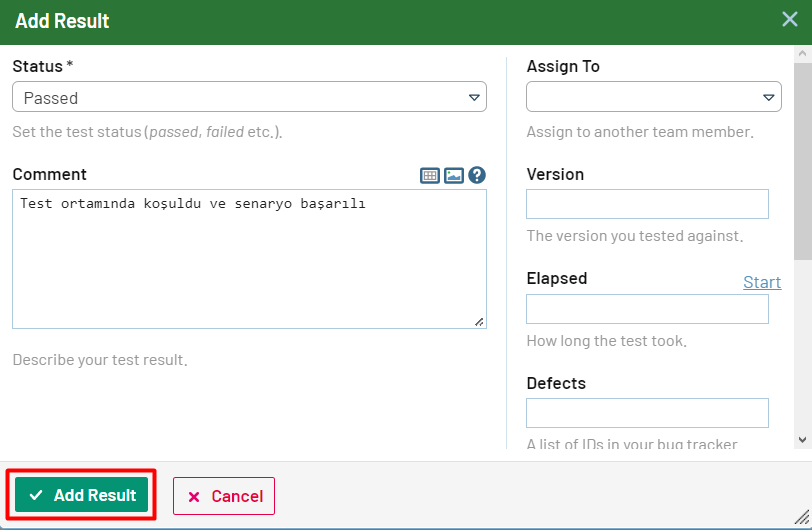 Add Result
Status *
Passed
Set the test status (passed, failed etc.).
Comment
Test ortamında koşuldu ve senaryo başarılı
Describe your test result.
Assign To
Assign to another team member.
Version
The version you tested against.
Elapsed
Start
How long the test took.
Defects
A list of IDs in your bug tracker
Add Result
Cancel